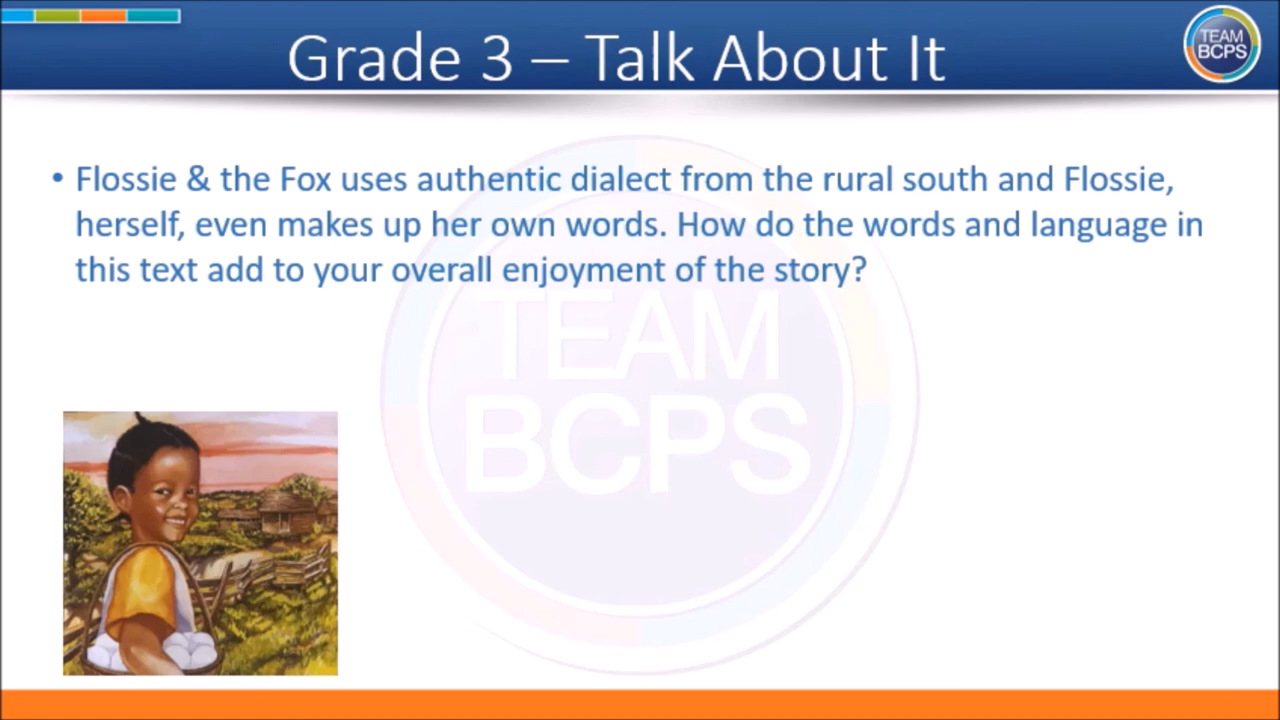 Grade 3 – Talk About It
TEAM
BCPS
• Flossie & the Fox uses authentic dialect from the rural south and Flossie,
herself, even makes up her own words. How do the words and language in
this text add to your overall enjoyment of the story?
TEAM
BCPS